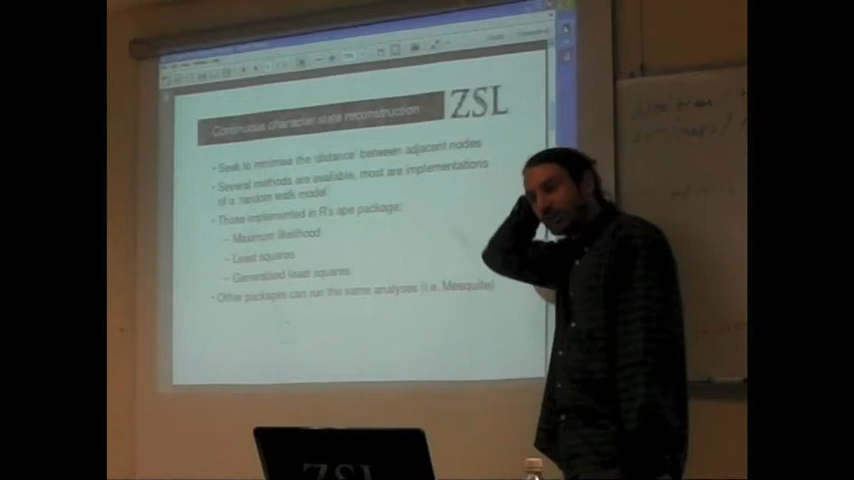 Continuous character state reconstruction
ZSL
• Seek to minimise the 'distance' between adjacent nodes
• Several methods are available, most are implementations
of a 'random walk model'
• Those implemented in R's ape package:
– Maximum likelihood
– Least squares
– Generalised least squares
• Other packages can run the same analyses (i.e. Mesquite)
ZSL